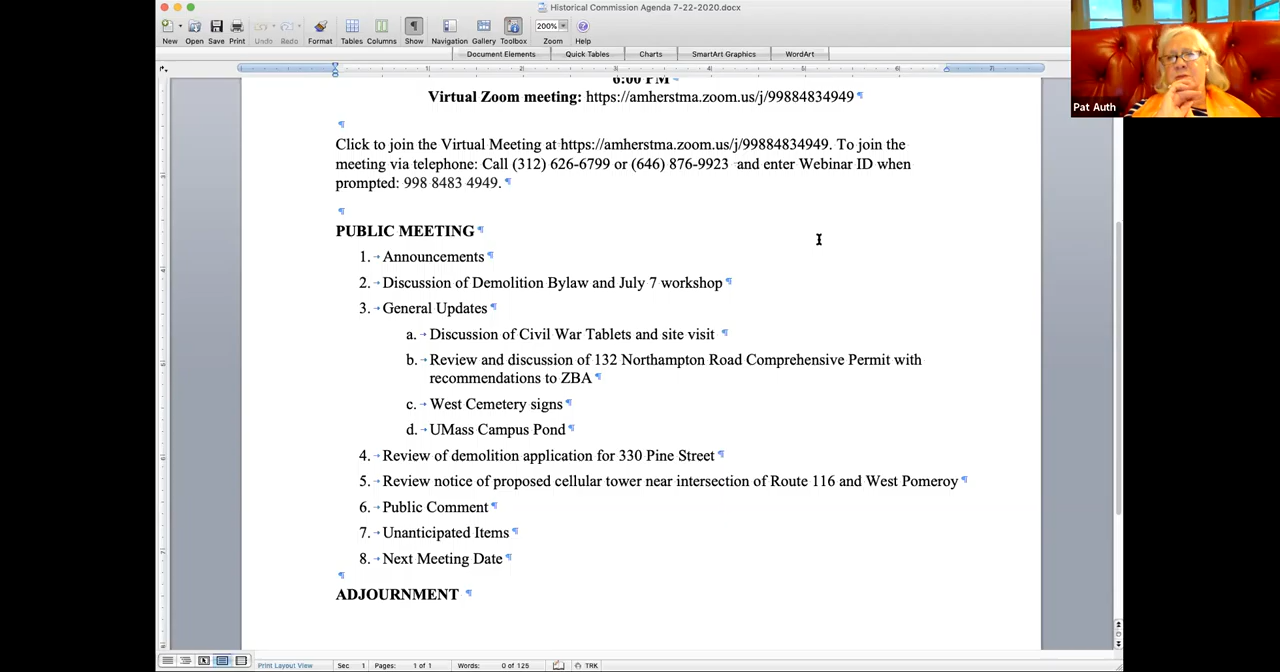 Historical Commission Agenda 7-22-2020.docx
New Open Save Print Undo Redo Format Tables Columns Show Navigation Gallery Toolbox Zoom Help
200%
Document Elements Quick Tables Charts SmartArt Graphics WordArt
6:00 PM
Virtual Zoom meeting: https://amherstma.zoom.us/j/99884834949
Click to join the Virtual Meeting at https://amherstma.zoom.us/j/99884834949. To join the
meeting via telephone: Call (312) 626-6799 or (646) 876-9923 and enter Webinar ID when
prompted: 998 8483 4949.
PUBLIC MEETING
1. Announcements
2. Discussion of Demolition Bylaw and July 7 workshop
3. General Updates
a. Discussion of Civil War Tablets and site visit
b. Review and discussion of 132 Northampton Road Comprehensive Permit with
recommendations to ZBA
c. West Cemetery signs
d. UMass Campus Pond
4. Review of demolition application for 330 Pine Street
5. Review notice of proposed cellular tower near intersection of Route 116 and West Pomeroy
6. Public Comment
7. Unanticipated Items
8. Next Meeting Date
ADJOURNMENT
Print Layout View Sec 1 Pages: 1 of 1 Words: 0 of 125 TRK
Pat Auth